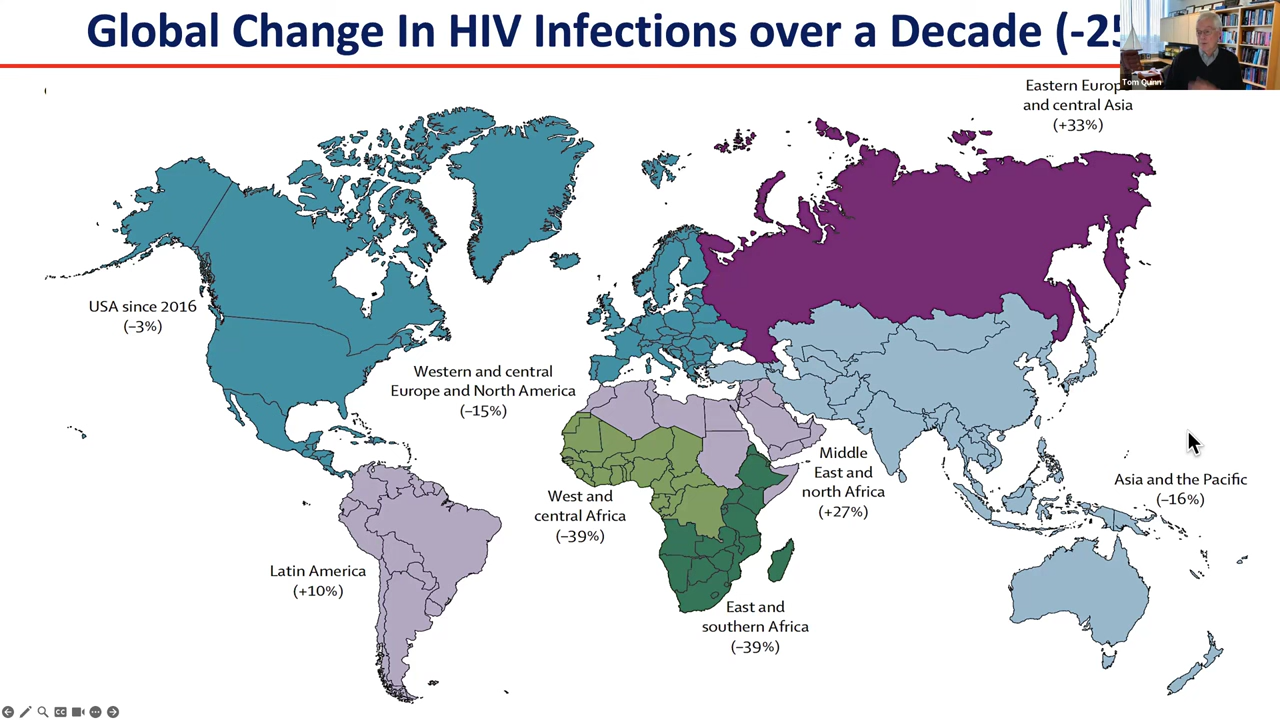 Global Change In HIV Infections over a Decade (-25
Tom Quinn
Eastern Europe
and central Asia
(+33%)
USA since 2016
(−3%)
Western and central
Europe and North America
(−15%)
Middle
East and
north Africa
(+27%)
Asia and the Pacific
(−16%)
West and
central Africa
(−39%)
Latin America
(+10%)
East and
southern Africa
(−39%)